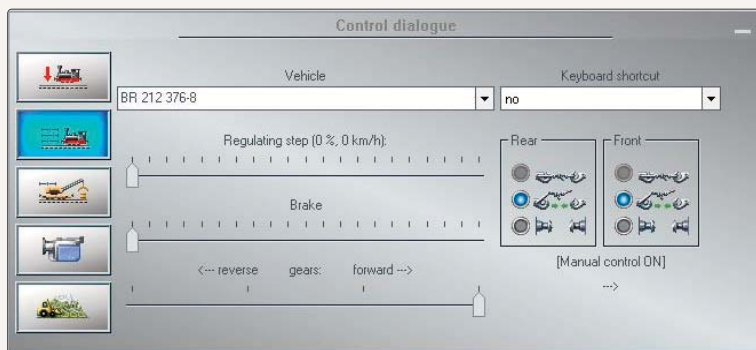 Control dialogue
Vehicle
Keyboard shortcut
BR 212 376-8
no
Regulating step (0 %, 0 km/h):
Rear
Front
Brake
<--- reverse gears: forward --->
[Manual control ON]
--->